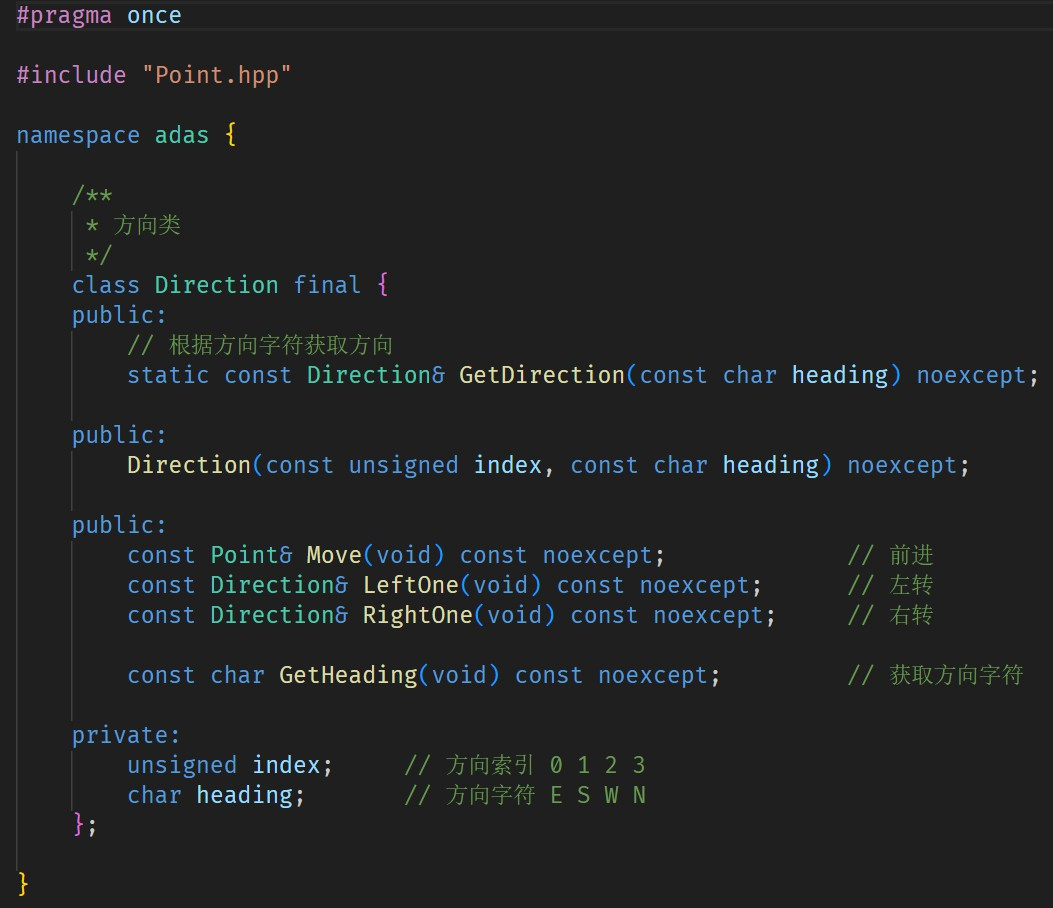 #pragma once
#include "Point.hpp"
namespace adas {
/**
* 方向类
*/
class Direction final {
public:
// 根据方向字符获取方向
static const Direction& GetDirection(const char heading) noexcept;
public:
Direction(const unsigned index, const char heading) noexcept;
public:
const Point& Move(void) const noexcept; // 前进
const Direction& LeftOne(void) const noexcept; // 左转
const Direction& RightOne(void) const noexcept; // 右转
const char GetHeading(void) const noexcept; // 获取方向字符
private:
unsigned index; // 方向索引 0 1 2 3
char heading; // 方向字符 E S W N
};
}